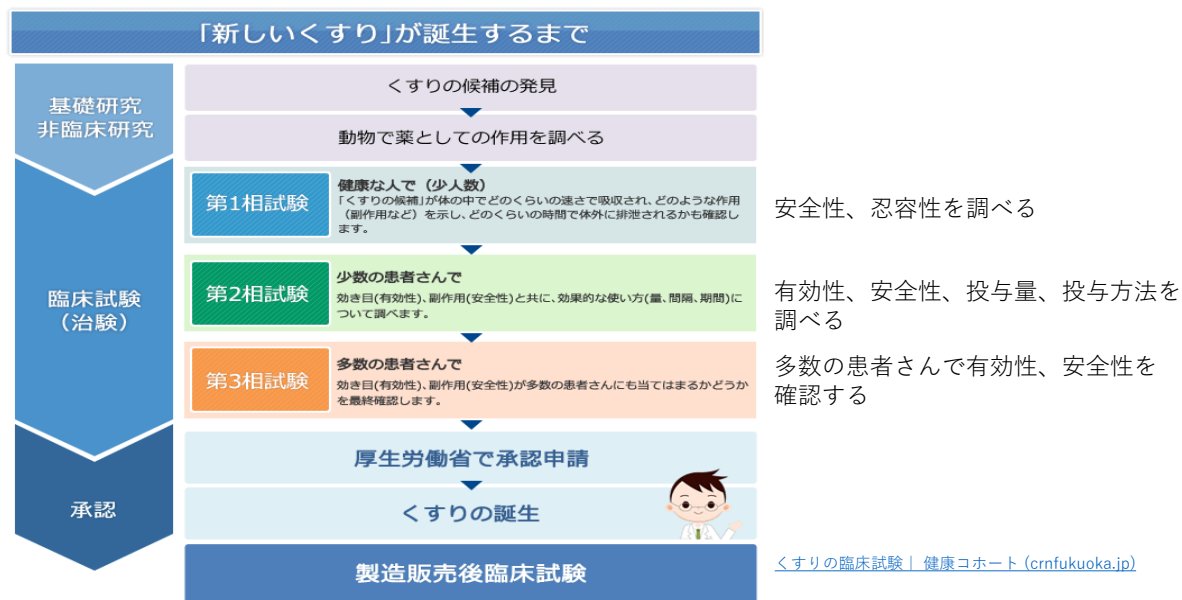 「新しいくすり」が誕生するまで
基礎研究
非臨床研究
くすりの候補の発見
動物で薬としての作用を調べる
臨床試験
（治験）
第1相試験
健康な人で（少人数）
「くすりの候補」が体の中でどのくらいの速さで吸収され、どのような作用
（副作用など）を示し、どのくらいの時間で体外に排泄されるかも確認し
ます。
安全性、忍容性を調べる
第2相試験
少数の患者さんで
効き目(有効性)、副作用(安全性)と共に、効果的な使い方(量、間隔、期間)に
ついて調べます。
有効性、安全性、投与量、投与方法を
調べる
第3相試験
多数の患者さんで
効き目(有効性)、副作用(安全性)が多数の患者さんにも当てはまるかどうか
を最終確認します。
多数の患者さんで有効性、安全性を
確認する
承認
厚生労働省で承認申請
くすりの誕生
製造販売後臨床試験
くすりの臨床試験｜ 健康コホート (crnfukuoka.jp)